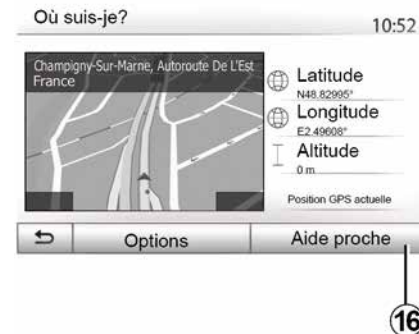 Où suis-je?
10:52
Champigny-Sur-Marne, Autoroute De L'Est
France
Latitude
N48.82995°
Longitude
E2.49608°
Altitude
0 m
Position GPS actuelle
Options
Aide proche
16